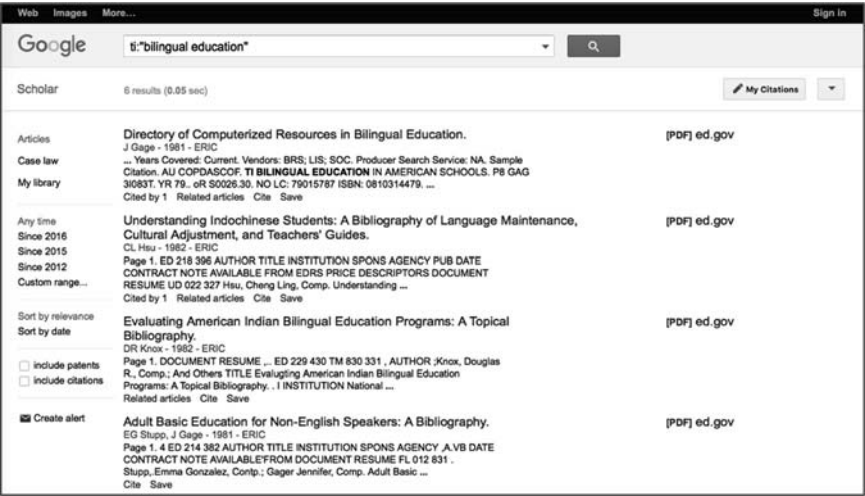 Web Images More... Sign in
Google ti:"bilingual education"
Scholar 6 results (0.05 sec) My Citations
Articles
Case law
My library
Any time
Since 2016
Since 2015
Since 2012
Custom range...
Sort by relevance
Sort by date
include patents
include citations
Create alert
Directory of Computerized Resources in Bilingual Education. [PDF] ed.gov
J Gage - 1981 - ERIC
... Years Covered: Current. Vendors: BRS; LIS; SOC. Producer Search Service: NA. Sample
Citation. AU COPDASCOF. TI BILINGUAL EDUCATION IN AMERICAN SCHOOLS. P8 GAG
3I083T. YR 79.. oR S0026.30. NO LC: 79015787 ISBN: 0810314479. ...
Cited by 1 Related articles Cite Save
Understanding Indochinese Students: A Bibliography of Language Maintenance, [PDF] ed.gov
Cultural Adjustment, and Teachers' Guides.
CL Hsu - 1982 - ERIC
Page 1. ED 218 396 AUTHOR TITLE INSTITUTION SPONS AGENCY PUB DATE
CONTRACT NOTE AVAILABLE FROM EDRS PRICE DESCRIPTORS DOCUMENT
RESUME UD 022 327 Hsu, Cheng Ling, Comp. Understanding ...
Cited by 1 Related articles Cite Save
Evaluating American Indian Bilingual Education Programs: A Topical [PDF] ed.gov
Bibliography.
DR Knox - 1982 - ERIC
Page 1. DOCUMENT RESUME ,.. ED 229 430 TM 830 331 , AUTHOR ;Knox, Douglas
R., Comp.; And Others TITLE Evalugting American Indian Bilingual Education
Programs: A Topical Bibliography. . I INSTITUTION National ...
Related articles Cite Save
Adult Basic Education for Non-English Speakers: A Bibliography. [PDF] ed.gov
EG Stupp, J Gage - 1981 - ERIC
Page 1. 4 ED 214 382 AUTHOR TITLE INSTITUTION SPONS AGENCY ,A.VB DATE
CONTRACT NOTE AVAILABLE'FROM DOCUMENT RESUME FL 012 831 .
Stupp,.Emma Gonzalez, Contp.; Gager Jennifer, Comp. Adult Basic ...
Cite Save